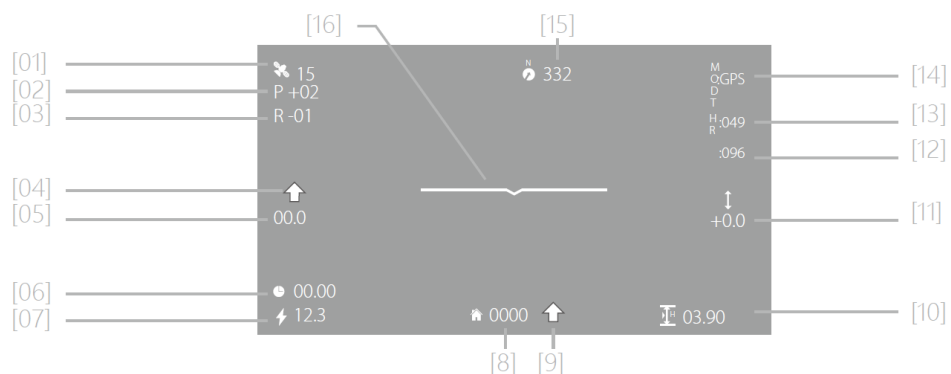 [16]
[15]
[01]
[02]
[03]
[04]
[05]
[06]
[07]
15
P +02
R -01
00.0
00.00
12.3
N
332
0000
[8]
[9]
M
O
D
T
:GPS
H
R
:049
:096
+0.0
H
03.90
[14]
[13]
[12]
[11]
[10]